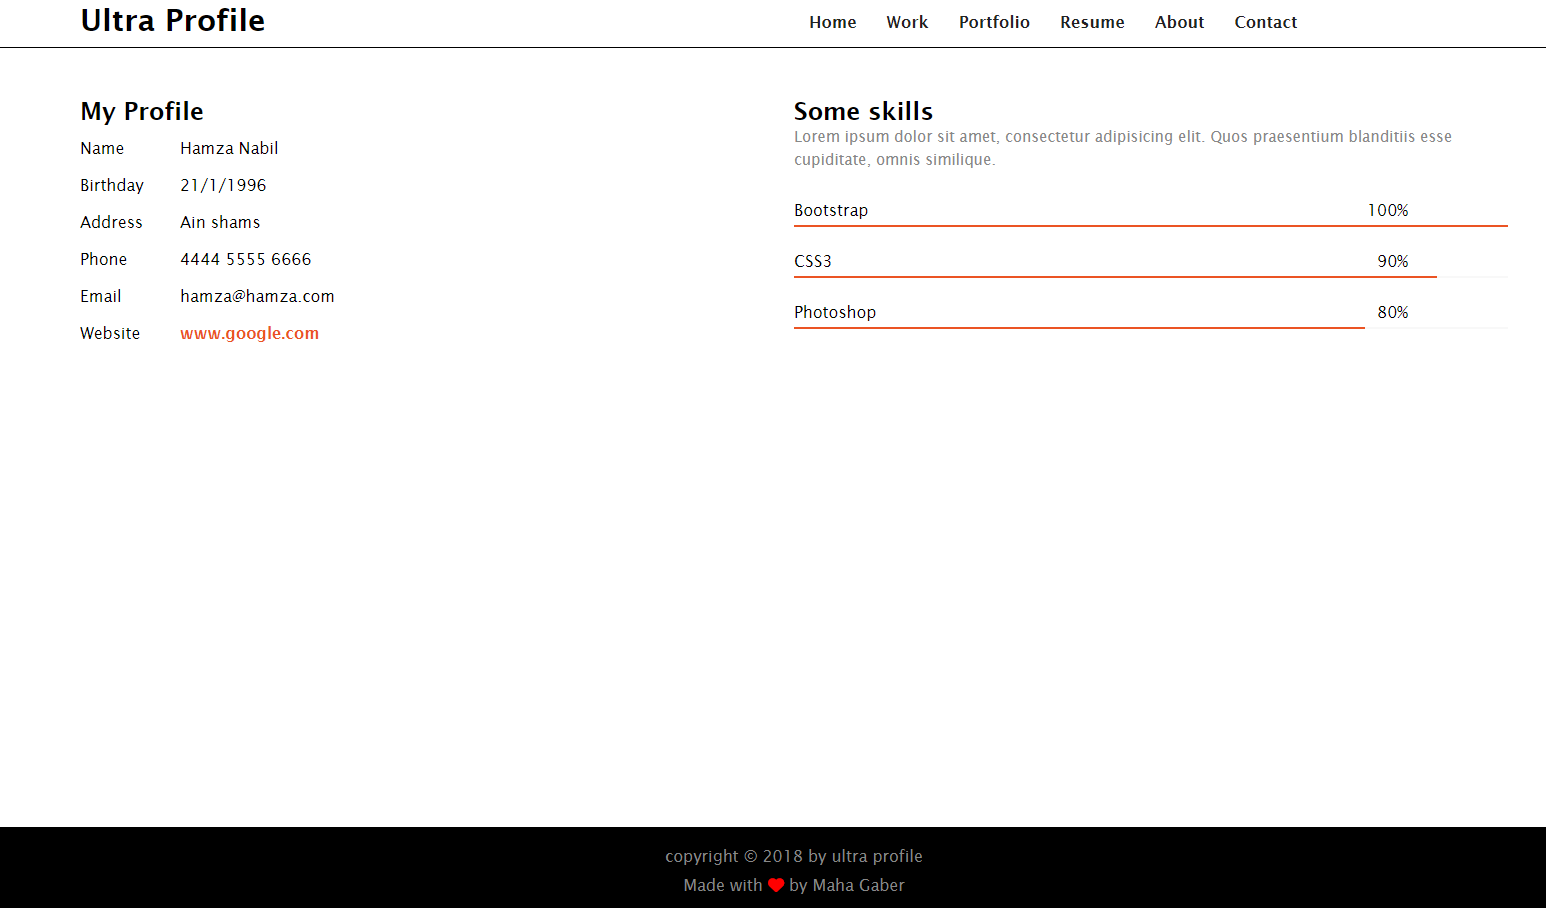 Ultra Profile
Home Work Portfolio Resume About Contact
My Profile
Name Hamza Nabil
Birthday 21/1/1996
Address Ain shams
Phone 4444 5555 6666
Email hamza@hamza.com
Website www.google.com
Some skills
Lorem ipsum dolor sit amet, consectetur adipisicing elit. Quos praesentium blanditiis esse
cupiditate, omnis similique.
Bootstrap 100%
CSS3 90%
Photoshop 80%
copyright © 2018 by ultra profile
Made with ❤ by Maha Gaber